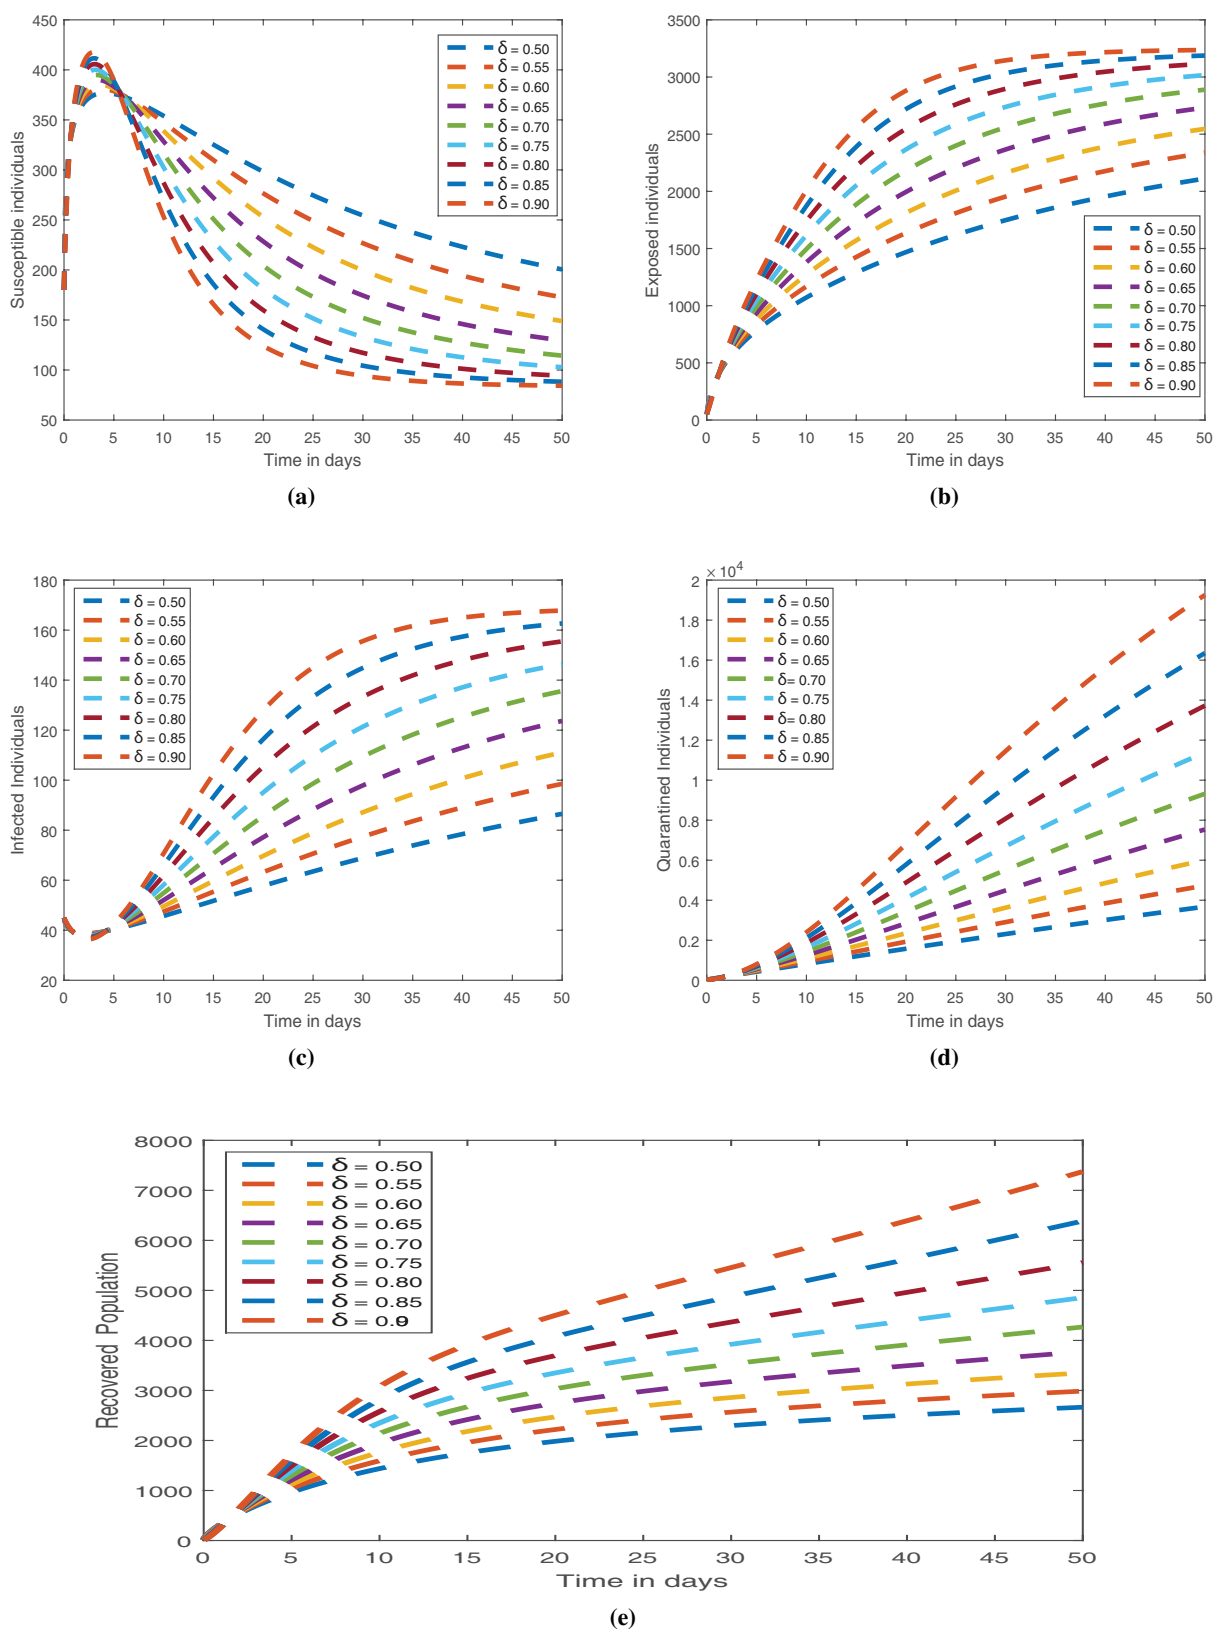 450
400
350
300
250
200
150
100
50
Susceptible individuals
δ = 0.50
δ = 0.55
δ = 0.60
δ = 0.65
δ = 0.70
δ = 0.75
δ = 0.80
δ = 0.85
δ = 0.90
0 5 10 15 20 25 30 35 40 45 50
Time in days
(a)
3500
3000
2500
2000
1500
1000
500
0
Exposed individuals
δ = 0.50
δ = 0.55
δ = 0.60
δ = 0.65
δ = 0.70
δ = 0.75
δ = 0.80
δ = 0.85
δ = 0.90
0 5 10 15 20 25 30 35 40 45 50
Time in days
(b)
180
160
140
120
100
80
60
40
20
Infected Individuals
δ = 0.50
δ = 0.55
δ = 0.60
δ = 0.65
δ = 0.70
δ = 0.75
δ = 0.80
δ = 0.85
δ = 0.90
0 5 10 15 20 25 30 35 40 45 50
Time in days
(c)
× 10^4
2
1.8
1.6
1.4
1.2
1
0.8
0.6
0.4
0.2
0
Quarantined Individuals
δ = 0.50
δ = 0.55
δ = 0.60
δ = 0.65
δ= 0.70
δ = 0.75
δ= 0.80
δ = 0.85
δ = 0.90
0 5 10 15 20 25 30 35 40 45 50
Time in days
(d)
8000
7000
6000
5000
4000
3000
2000
1000
0
Recovered Population
δ = 0.50
δ = 0.55
δ = 0.60
δ = 0.65
δ = 0.70
δ = 0.75
δ = 0.80
δ = 0.85
δ = 0.9
0 5 10 15 20 25 30 35 40 45 50
Time in days
(e)